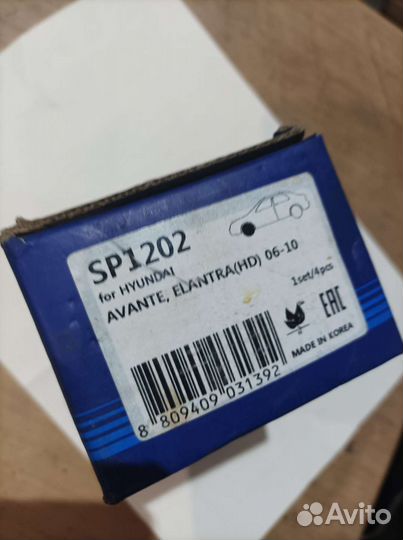 SP1202
for HYUNDAI
AVANTE, ELANTRA(HD) 06-10
1set/4pcs
EAC
MADE IN KOREA
8 809409 031392
Avito